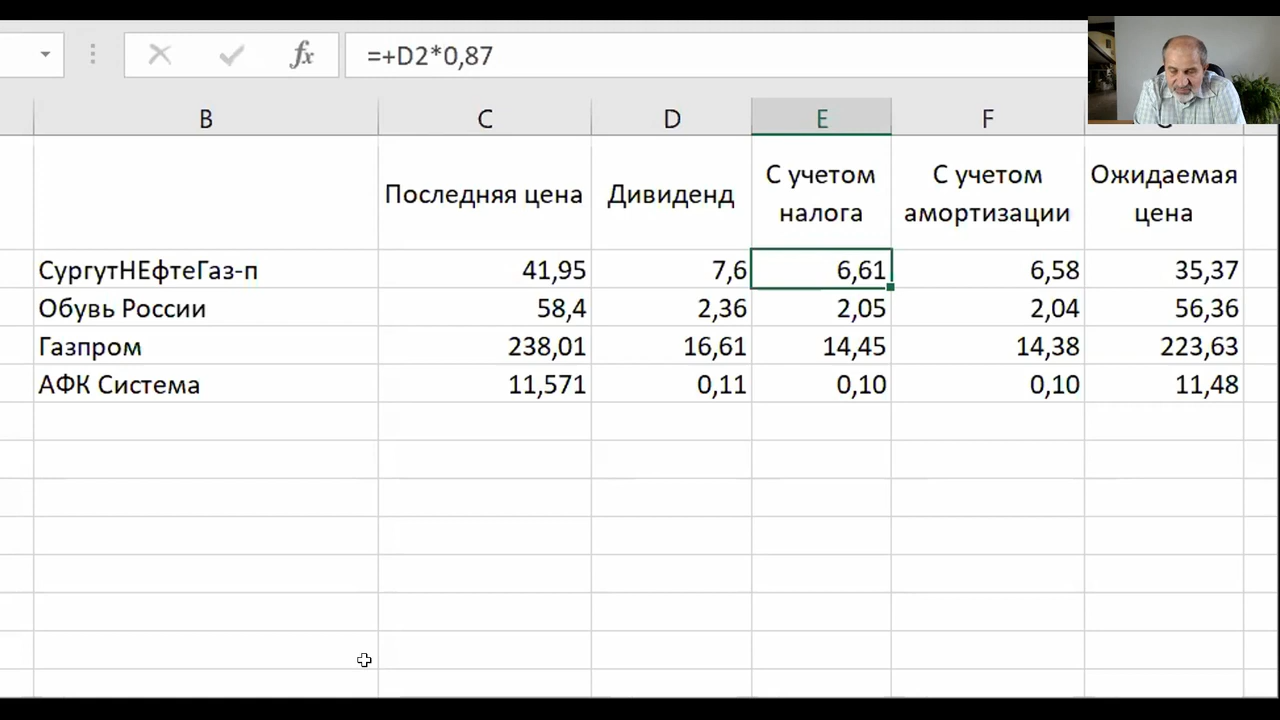 fx =+D2*0,87
B C D E F
Последняя цена Дивиденд С учетом налога С учетом амортизации Ожидаемая цена
СургутНЕфтеГаз-п 41,95 7,6 6,61 6,58 35,37
Обувь России 58,4 2,36 2,05 2,04 56,36
Газпром 238,01 16,61 14,45 14,38 223,63
АФК Система 11,571 0,11 0,10 0,10 11,48